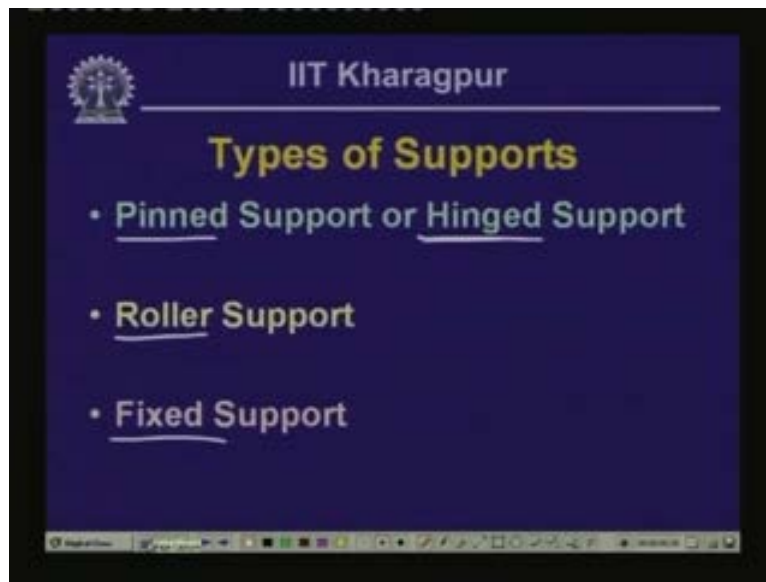 IIT Kharagpur
Types of Supports
• Pinned Support or Hinged Support
• Roller Support
• Fixed Support